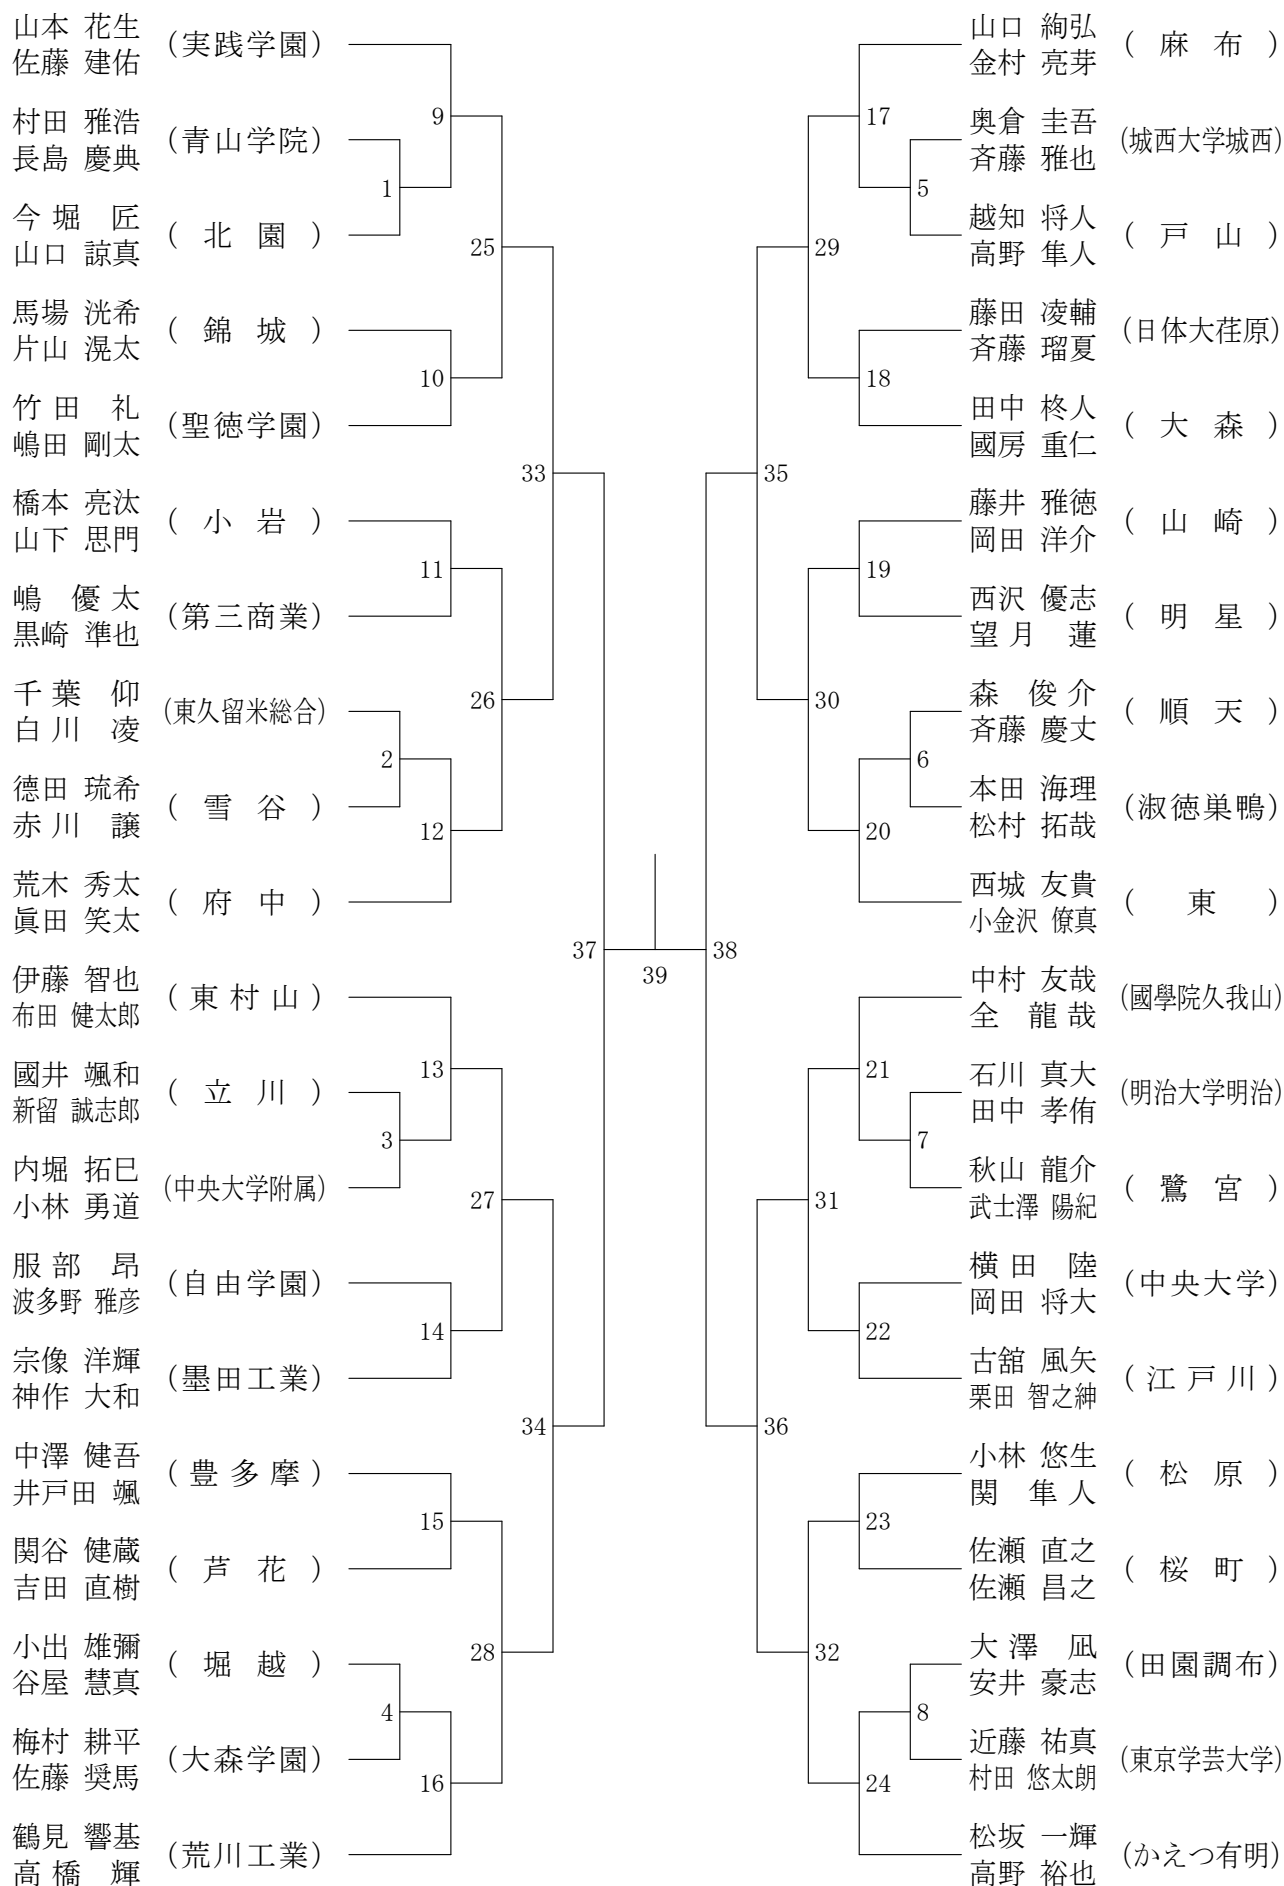 山本 花生
佐藤 建佑
(実践学園)
村田 雅浩
長島 慶典
(青山学院)
今堀 匠
山口 諒真
(北園)
馬場 洸希
片山 滉太
(錦城)
竹田 礼
嶋田 剛太
(聖徳学園)
橋本 亮汰
山下 思門
(小岩)
嶋 優太
黒崎 準也
(第三商業)
千葉 仰
白川 凌
(東久留米総合)
德田 琉希
赤川 譲
(雪谷)
荒木 秀太
眞田 笑太
(府中)
伊藤 智也
布田 健太郎
(東村山)
國井 颯和
新留 誠志郎
(立川)
内堀 拓巳
小林 勇道
(中央大学附属)
服部 昂
波多野 雅彦
(自由学園)
宗像 洋輝
神作 大和
(墨田工業)
中澤 健吾
井戸田 颯
(豊多摩)
関谷 健蔵
吉田 直樹
(芦花)
小出 雄彌
谷屋 慧真
(堀越)
梅村 耕平
佐藤 奨馬
(大森学園)
鶴見 響基
高橋 輝
(荒川工業)
1
2
3
4
9
10
11
12
13
14
15
16
25
26
27
28
33
34
37
39
38
35
36
29
30
31
32
17
18
19
20
21
22
23
24
5
6
7
8
山口 絢弘
金村 亮芽
(麻布)
奥倉 圭吾
斉藤 雅也
(城西大学城西)
越知 将人
高野 隼人
(戸山)
藤田 凌輔
斉藤 瑠夏
(日体大荏原)
田中 柊人
國房 重仁
(大森)
藤井 雅徳
岡田 洋介
(山崎)
西沢 優志
望月 蓮
(明星)
森 俊介
斉藤 慶丈
(順天)
本田 海理
松村 拓哉
(淑徳巣鴨)
西城 友貴
小金沢 僚真
(東)
中村 友哉
全 龍哉
(國學院久我山)
石川 真大
田中 孝侑
(明治大学明治)
秋山 龍介
武士澤 陽紀
(鷺宮)
横田 陸
岡田 将大
(中央大学)
古舘 風矢
栗田 智之紳
(江戸川)
小林 悠生
関 隼人
(松原)
佐瀬 直之
佐瀬 昌之
(桜町)
大澤 凪
安井 豪志
(田園調布)
近藤 祐真
村田 悠太朗
(東京学芸大学)
松坂 一輝
高野 裕也
(かえつ有明)